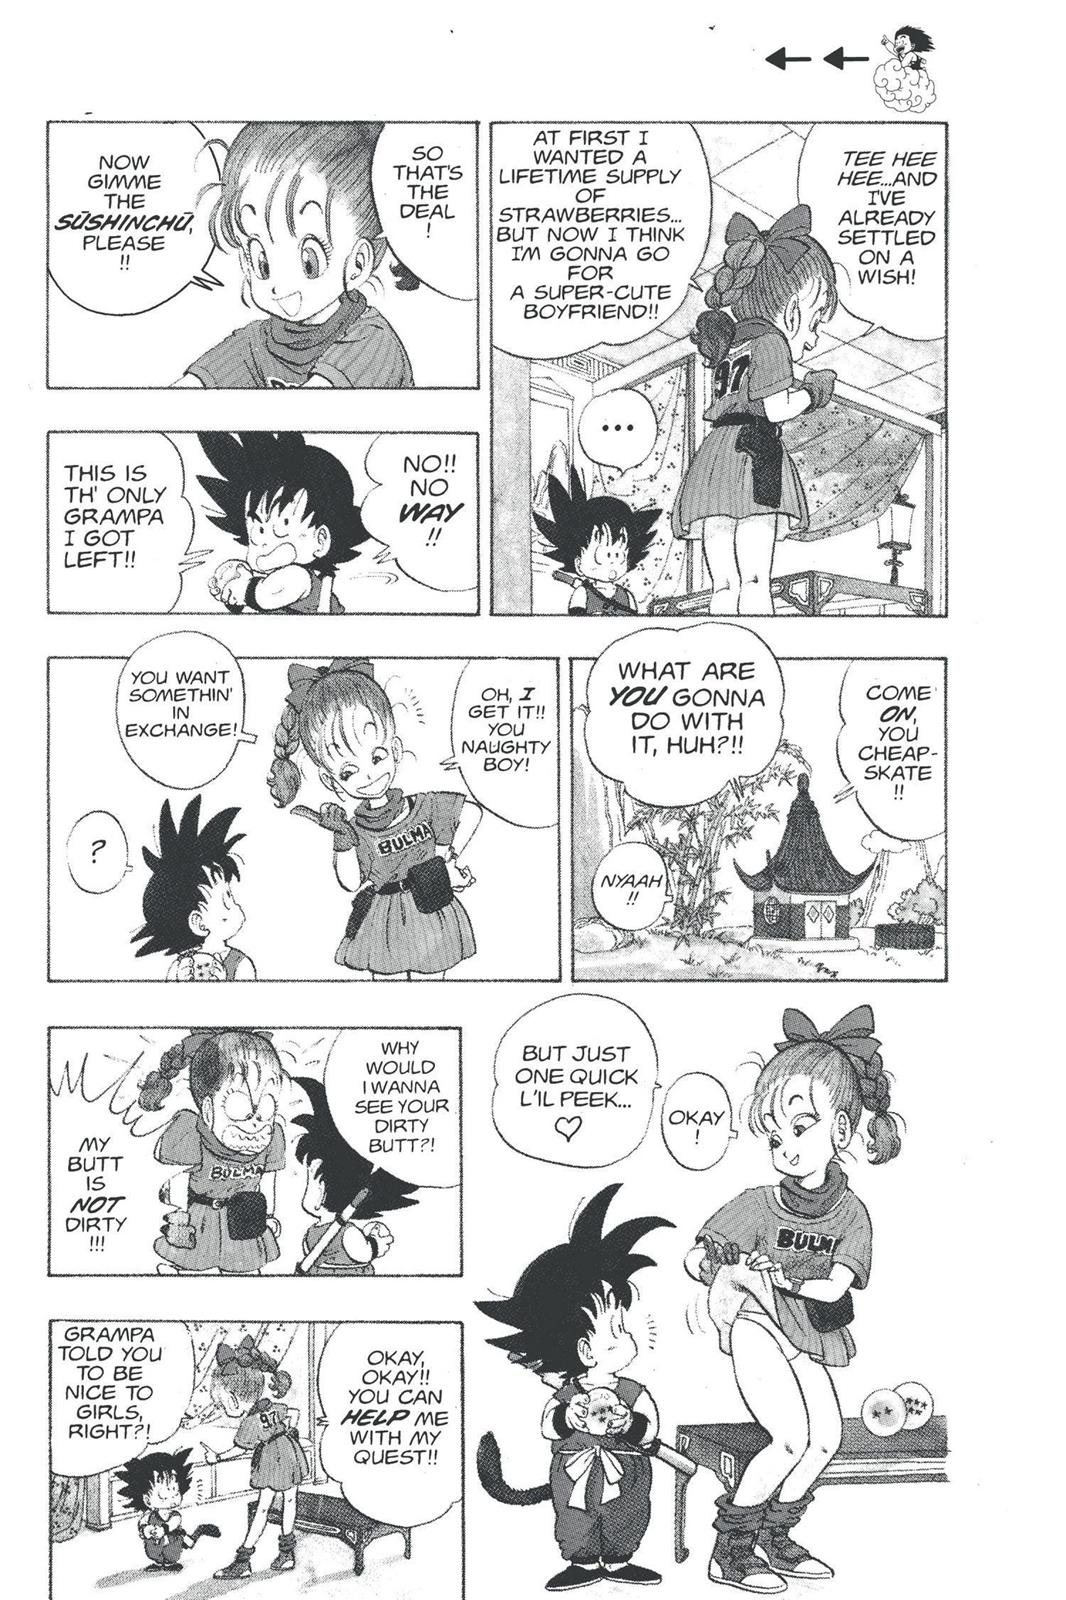 TEE HEE
HEE...AND
I'VE
ALREADY
SETTLED
ON A
WISH!
AT FIRST I
WANTED A
LIFETIME SUPPLY
OF
STRAWBERRIES...
BUT NOW I THINK
I'M GONNA GO
FOR
A SUPER-CUTE
BOYFRIEND!!
97
...
SO
THAT'S
THE
DEAL
!
NOW
GIMME
THE
SŪSHINCHŪ,
PLEASE
!!
NO!!
NO
WAY
!!
THIS IS
TH' ONLY
GRAMPA
I GOT
LEFT!!
COME
ON,
YOU
CHEAP-
SKATE
!!
WHAT ARE
YOU GONNA
DO WITH
IT, HUH?!!
NYAAH
!!
OH, I
GET IT!!
YOU
NAUGHTY
BOY!
YOU WANT
SOMETHIN'
IN
EXCHANGE!
BULMA
?
OKAY
!
BUT JUST
ONE QUICK
L'IL PEEK...
♡
BULMA
WHY
WOULD
I WANNA
SEE YOUR
DIRTY
BUTT?!
BULMA
MY
BUTT
IS
NOT
DIRTY
!!!
OKAY,
OKAY!!
YOU CAN
HELP ME
WITH MY
QUEST!!
97
GRAMPA
TOLD YOU
TO BE
NICE TO
GIRLS,
RIGHT?!